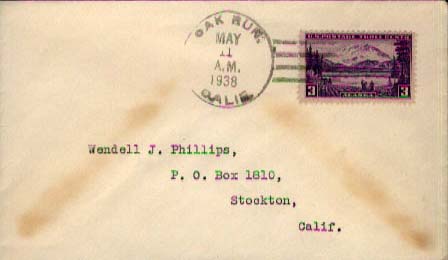 OAK RUN.
MAY
11
A.M.
1938
CALIF.
U.S. POSTAGE THREE CENTS
3 ALASKA 3
Wendell J. Phillips,
P. O. Box 1810,
Stockton,
Calif.